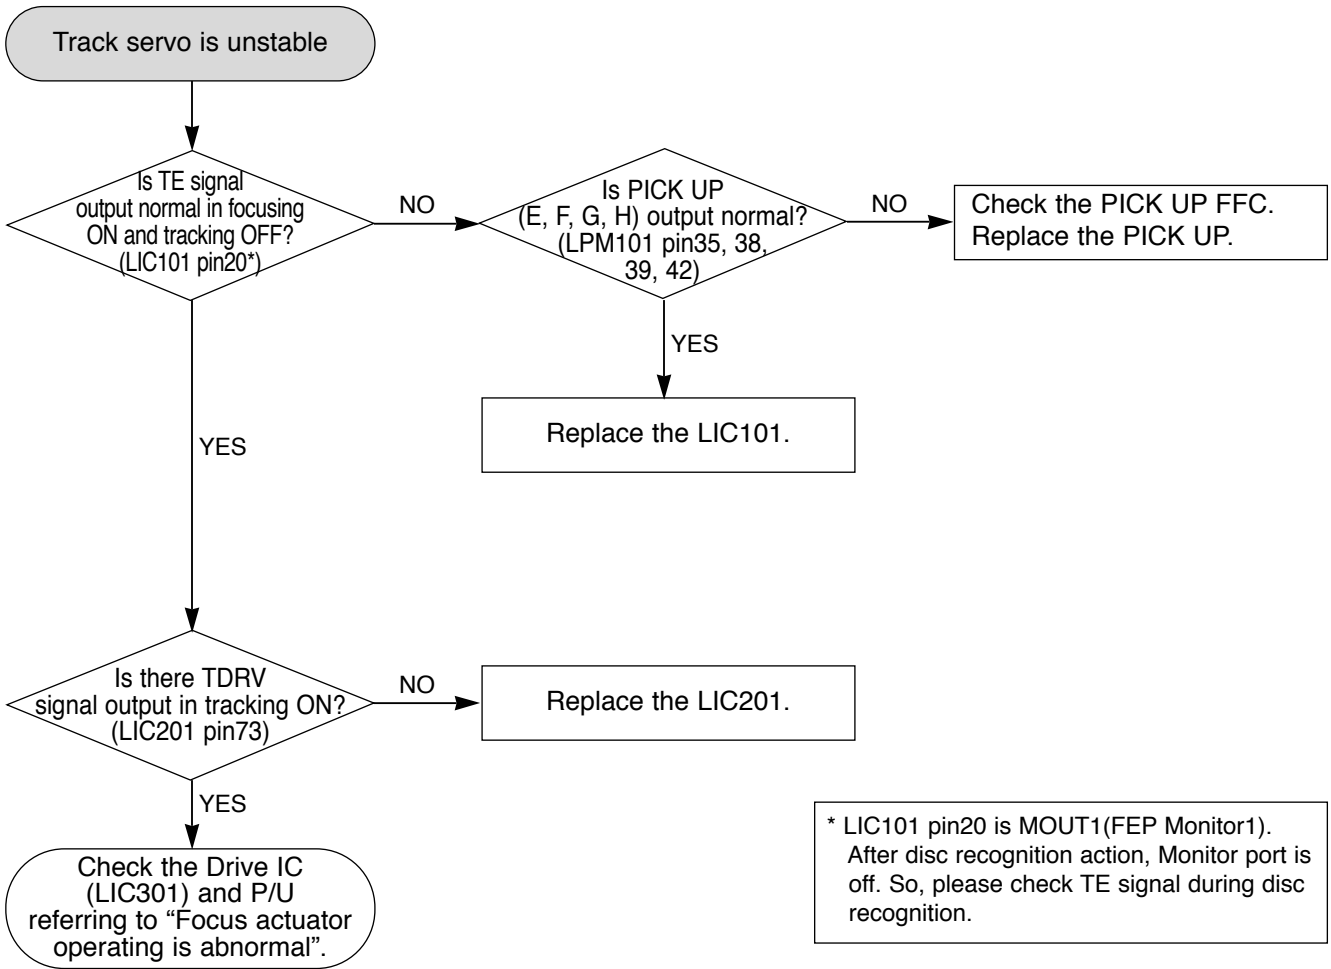 Track servo is unstable
Is TE signal
output normal in focusing
ON and tracking OFF?
(LIC101 pin20*)
NO
Is PICK UP
(E, F, G, H) output normal?
(LPM101 pin35, 38,
39, 42)
NO
Check the PICK UP FFC.
Replace the PICK UP.
YES
Replace the LIC101.
YES
Is there TDRV
signal output in tracking ON?
(LIC201 pin73)
NO
Replace the LIC201.
YES
Check the Drive IC
(LIC301) and P/U
referring to “Focus actuator
operating is abnormal”.
* LIC101 pin20 is MOUT1(FEP Monitor1).
After disc recognition action, Monitor port is
off. So, please check TE signal during disc
recognition.